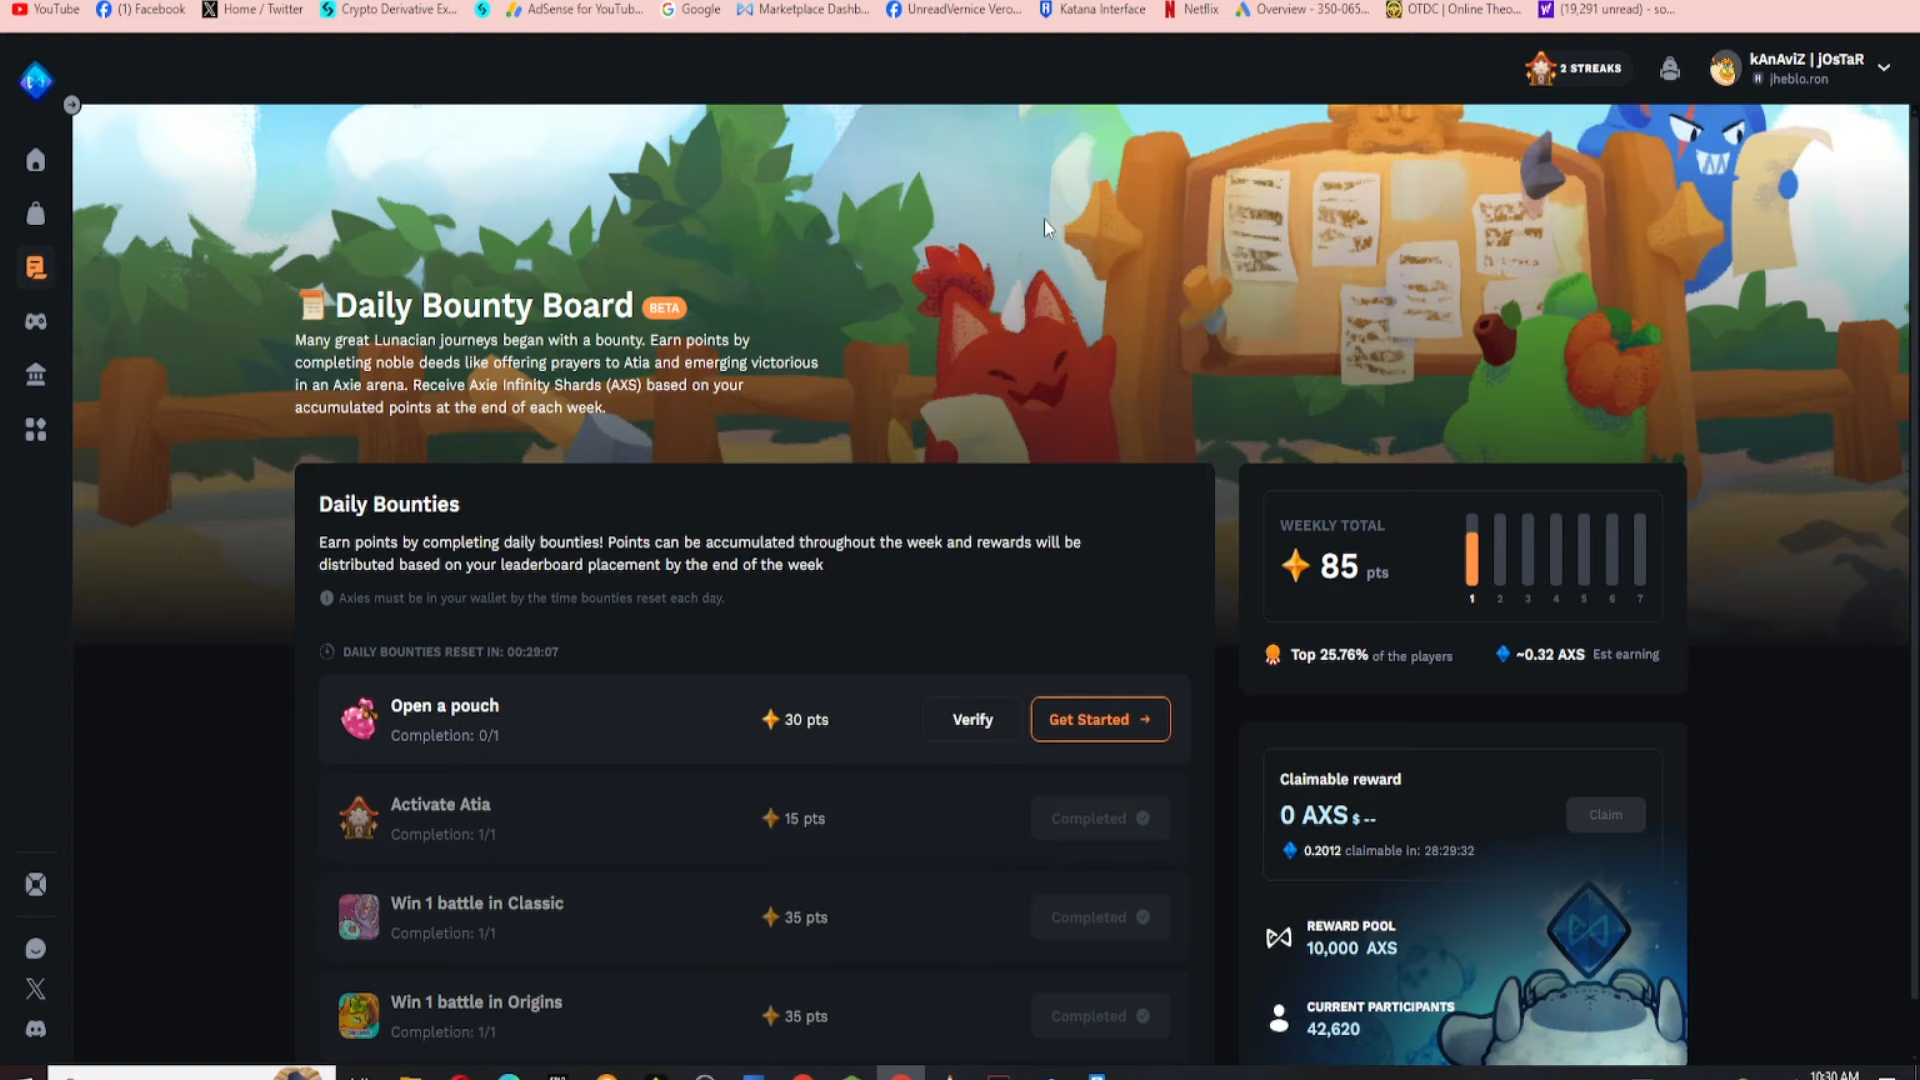 YouTube
(1) Facebook
Home / Twitter
Crypto Derivative Ex...
AdSense for YouTub...
Google
Marketplace Dashb...
UnreadVernice Vero...
Katana Interface
Netflix
Overview - 350-065...
OTDC | Online Theo...
(19,291 unread) - so...
2 STREAKS
kAnAviZ | jOsTaR
jheblo.ron
Daily Bounty Board BETA
Many great Lunacian journeys began with a bounty. Earn points by
completing noble deeds like offering prayers to Atia and emerging victorious
in an Axie arena. Receive Axie Infinity Shards (AXS) based on your
accumulated points at the end of each week.
Daily Bounties
Earn points by completing daily bounties! Points can be accumulated throughout the week and rewards will be
distributed based on your leaderboard placement by the end of the week
Axies must be in your wallet by the time bounties reset each day.
DAILY BOUNTIES RESET IN: 00:29:07
Open a pouch
Completion: 0/1
30 pts
Verify
Get Started
Activate Atia
Completion: 1/1
15 pts
Completed
Win 1 battle in Classic
Completion: 1/1
35 pts
Completed
Win 1 battle in Origins
Completion: 1/1
35 pts
Completed
WEEKLY TOTAL
85 pts
1 2 3 4 5 6 7
Top 25.76% of the players
~0.32 AXS Est earning
Claimable reward
0 AXS $ --
Claim
0.2012 claimable in: 28:29:32
REWARD POOL
10,000 AXS
CURRENT PARTICIPANTS
42,620
10:30 AM